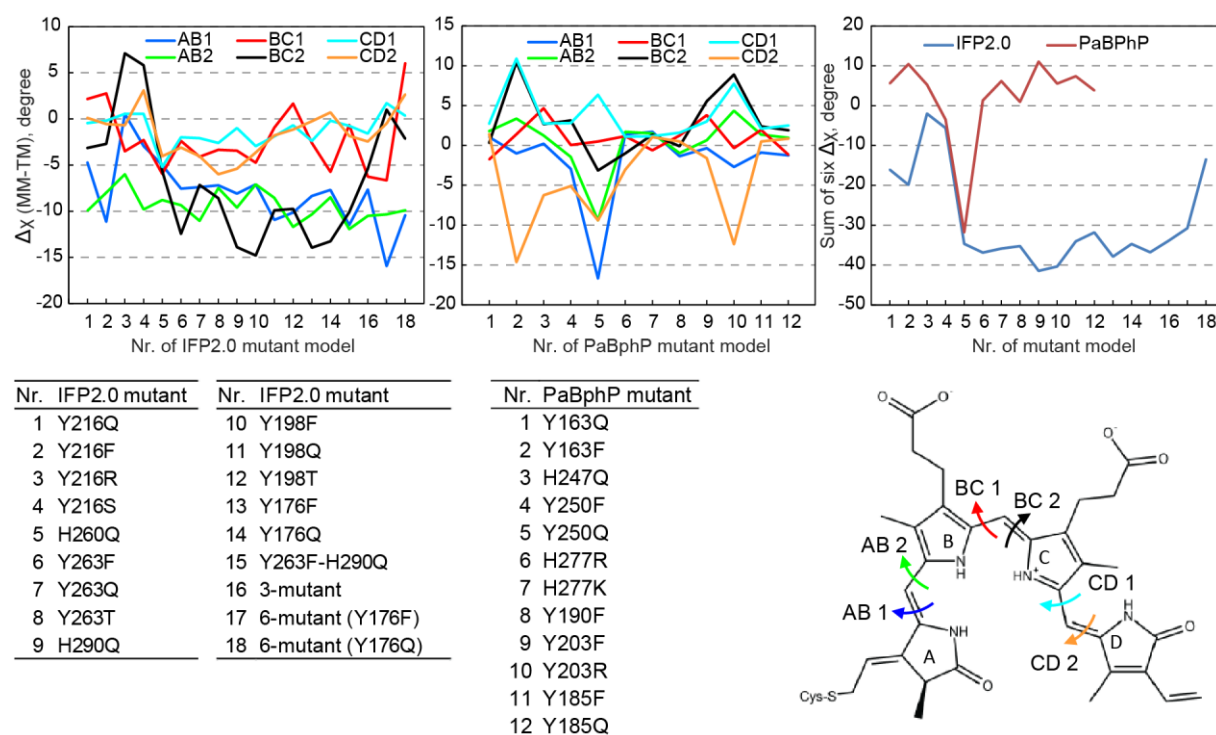 AB1 BC1 CD1
AB2 BC2 CD2
Δχ (MM-TM), degree
10
5
0
-5
-10
-15
-20
1 2 3 4 5 6 7 8 9 10 12 14 16 18
Nr. of IFP2.0 mutant model
AB1 BC1 CD1
AB2 BC2 CD2
15
10
5
0
-5
-10
-15
-20
1 2 3 4 5 6 7 8 9 10 11 12
Nr. of PaBphP mutant model
IFP2.0 PaBPhP
Sum of six Δχ, degree
20
10
0
-10
-20
-30
-40
-50
1 2 3 4 5 6 7 8 9 10 12 14 16 18
Nr. of mutant model
Nr. IFP2.0 mutant
1 Y216Q
2 Y216F
3 Y216R
4 Y216S
5 H260Q
6 Y263F
7 Y263Q
8 Y263T
9 H290Q
Nr. IFP2.0 mutant
10 Y198F
11 Y198Q
12 Y198T
13 Y176F
14 Y176Q
15 Y263F-H290Q
16 3-mutant
17 6-mutant (Y176F)
18 6-mutant (Y176Q)
Nr. PaBphP mutant
1 Y163Q
2 Y163F
3 H247Q
4 Y250F
5 Y250Q
6 H277R
7 H277K
8 Y190F
9 Y203F
10 Y203R
11 Y185F
12 Y185Q
O-
O
O-
O
BC 1
BC 2
B
C
AB 2
N
H
HN+
CD 1
AB 1
NH
H
N
O
A
D
CD 2
Cys-S
O